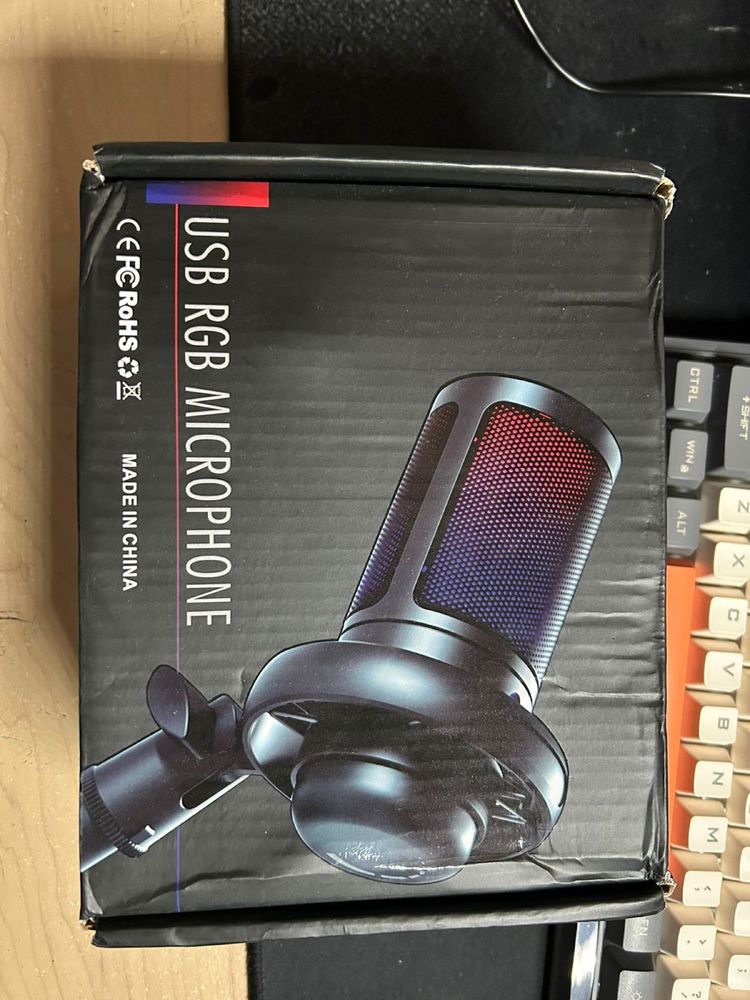 USB RGB MICROPHONE
CE FC RoHS
MADE IN CHINA
CTRL
WIN
ALT
SHIFT
Z
X
C
V
B
N
M